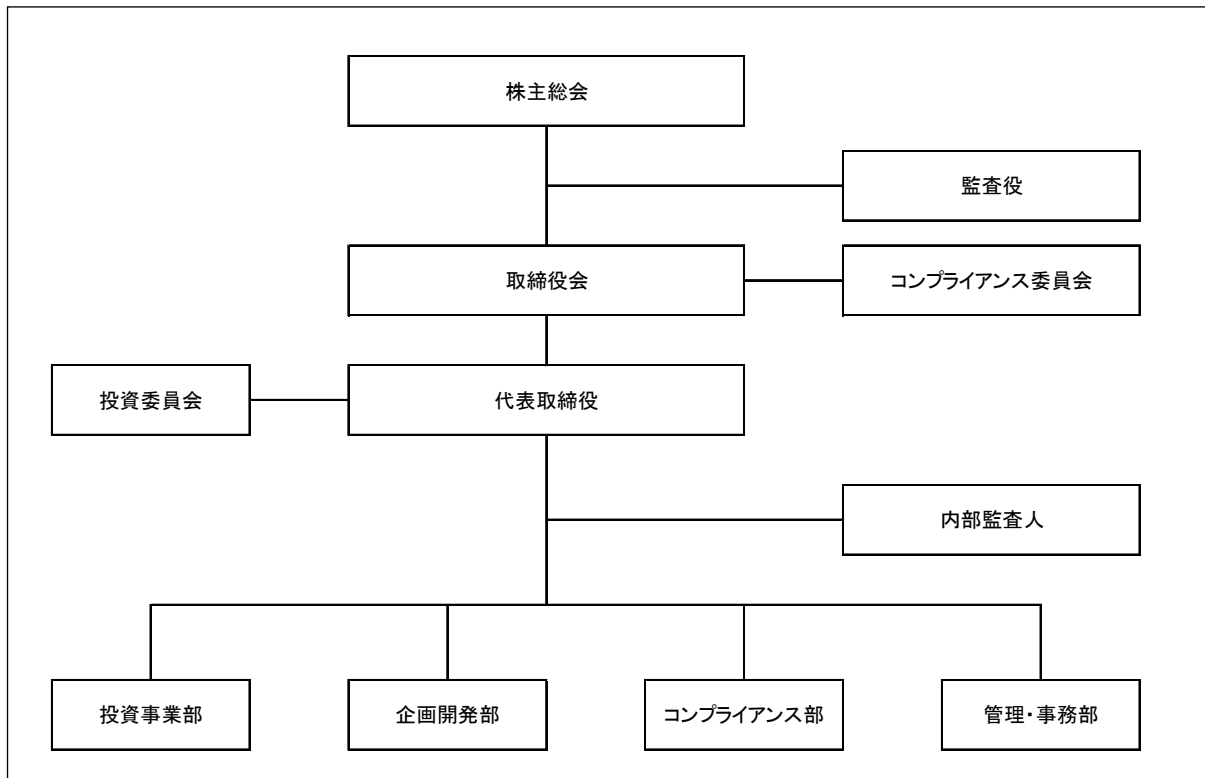 株主総会
監査役
取締役会
コンプライアンス委員会
投資委員会
代表取締役
内部監査人
投資事業部
企画開発部
コンプライアンス部
管理・事務部